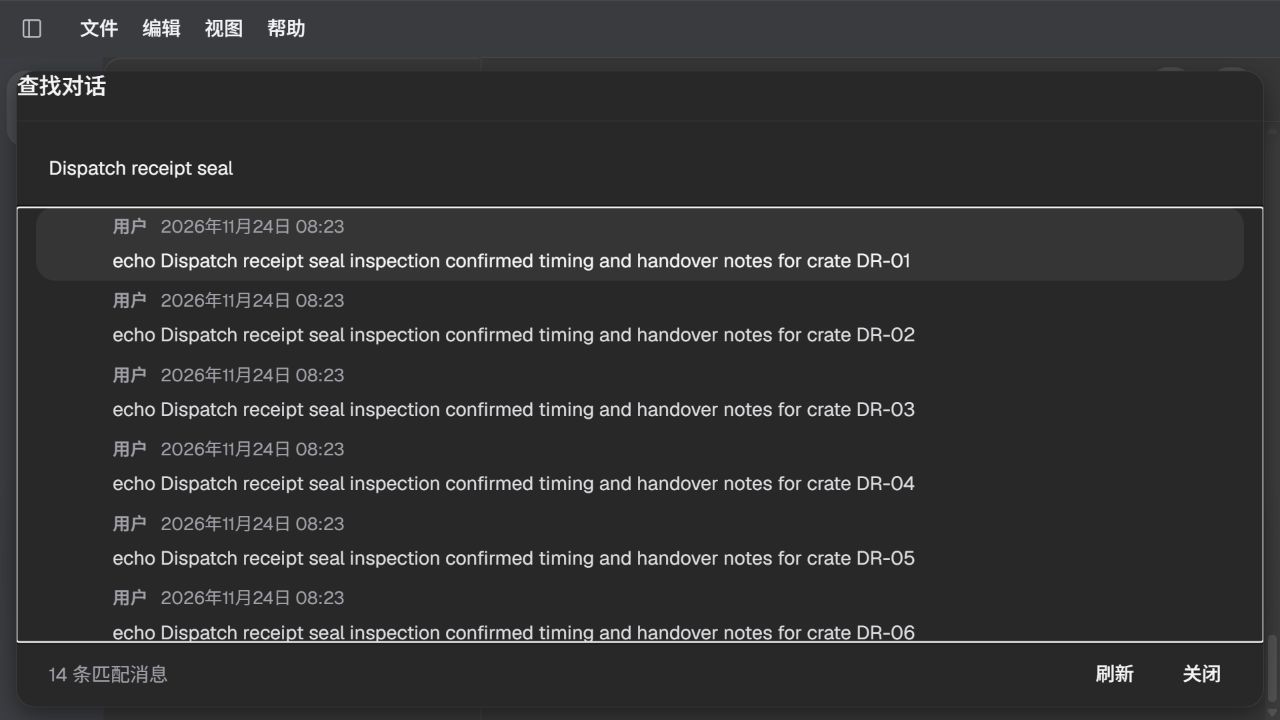 文件 编辑 视图 帮助
查找对话
Dispatch receipt seal
用户 2026年11月24日 08:23
echo Dispatch receipt seal inspection confirmed timing and handover notes for crate DR-01
用户 2026年11月24日 08:23
echo Dispatch receipt seal inspection confirmed timing and handover notes for crate DR-02
用户 2026年11月24日 08:23
echo Dispatch receipt seal inspection confirmed timing and handover notes for crate DR-03
用户 2026年11月24日 08:23
echo Dispatch receipt seal inspection confirmed timing and handover notes for crate DR-04
用户 2026年11月24日 08:23
echo Dispatch receipt seal inspection confirmed timing and handover notes for crate DR-05
用户 2026年11月24日 08:23
echo Dispatch receipt seal inspection confirmed timing and handover notes for crate DR-06
14 条匹配消息 刷新 关闭